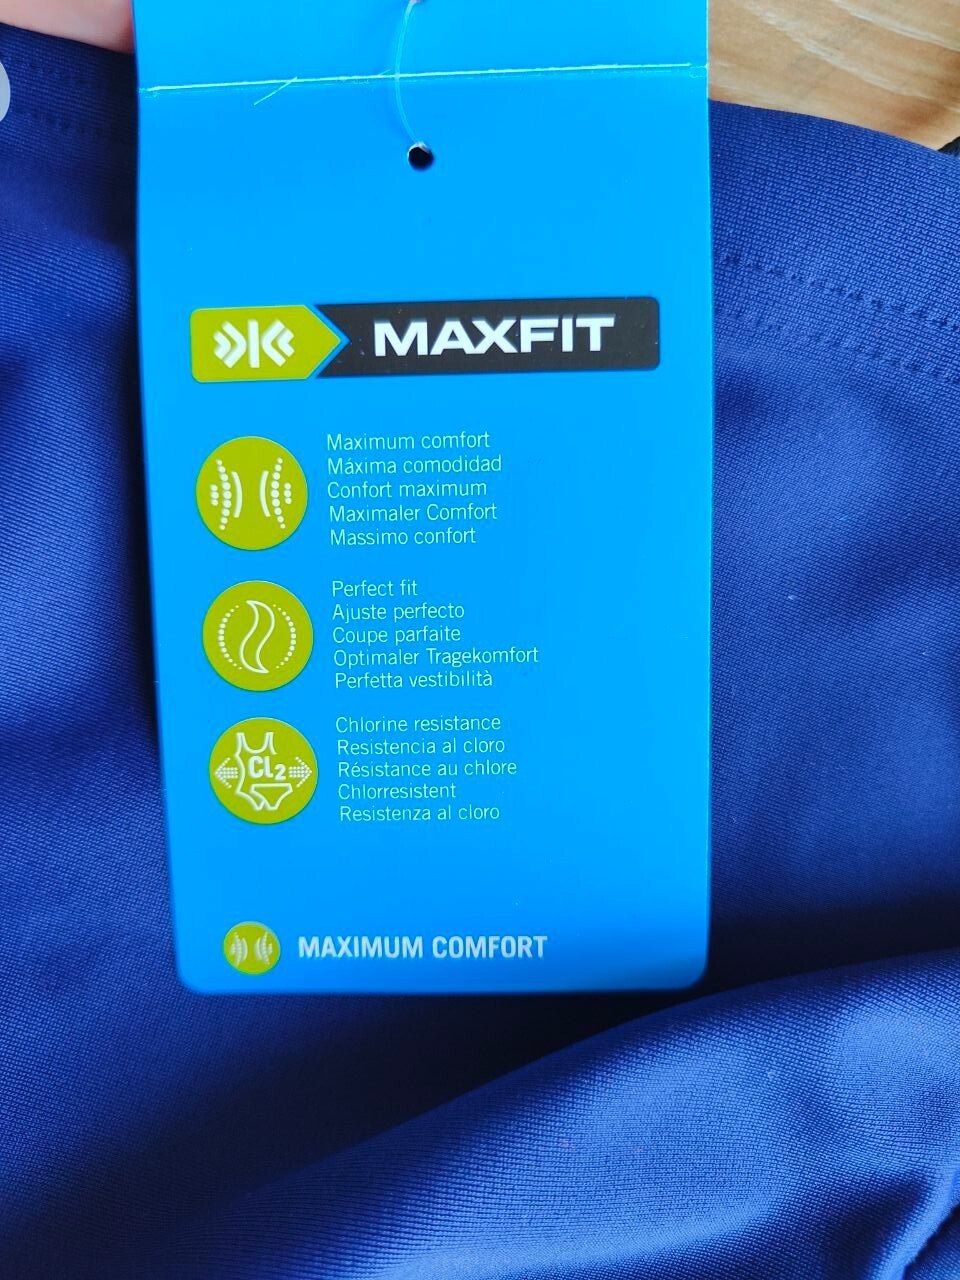 MAXFIT
Maximum comfort
Máxima comodidad
Confort maximum
Maximaler Comfort
Massimo confort
Perfect fit
Ajuste perfecto
Coupe parfaite
Optimaler Tragekomfort
Perfetta vestibilità
Cl2
Chlorine resistance
Resistencia al cloro
Résistance au chlore
Chlorresistent
Resistenza al cloro
MAXIMUM COMFORT